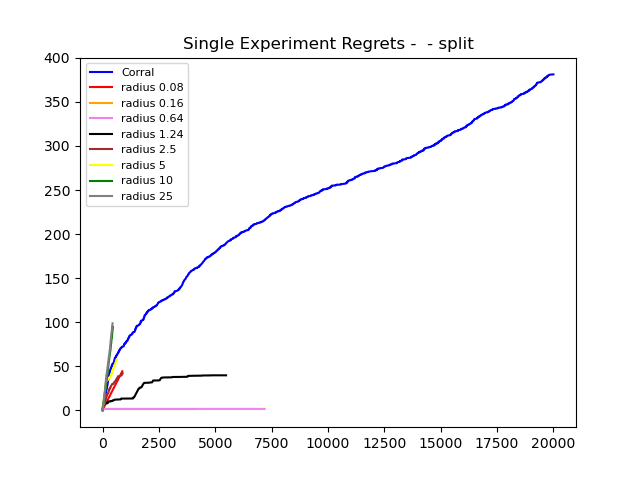 Single Experiment Regrets -  - split
400
350
300
250
200
150
100
50
0
Corral
radius 0.08
radius 0.16
radius 0.64
radius 1.24
radius 2.5
radius 5
radius 10
radius 25
0 2500 5000 7500 10000 12500 15000 17500 20000